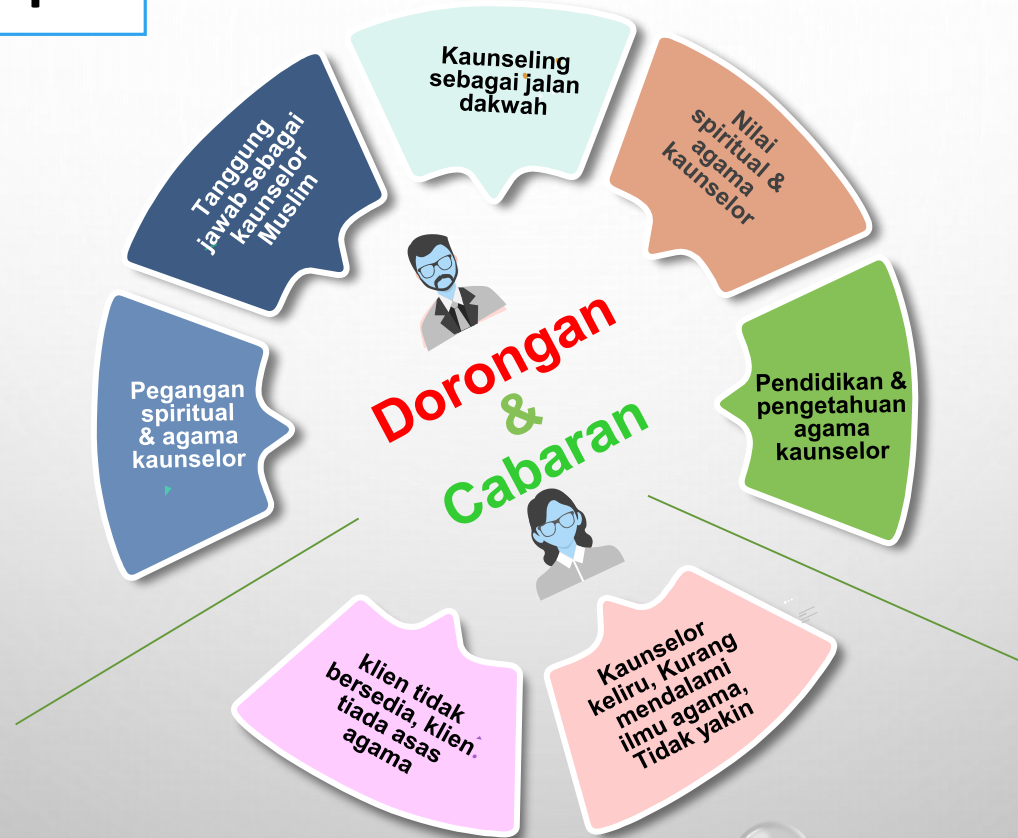 Kaunseling
sebagai jalan
dakwah
Nilai
spiritual &
agama
kaunselor
Pendidikan &
pengetahuan
agama
kaunselor
Kaunselor
keliru, Kurang
mendalami
ilmu agama,
Tidak yakin
klien tidak
bersedia, klien
tiada asas
agama
Pegangan
spiritual
& agama
kaunselor
Tanggung
jawab sebagai
kaunselor
Muslim
Dorongan
&
Cabaran